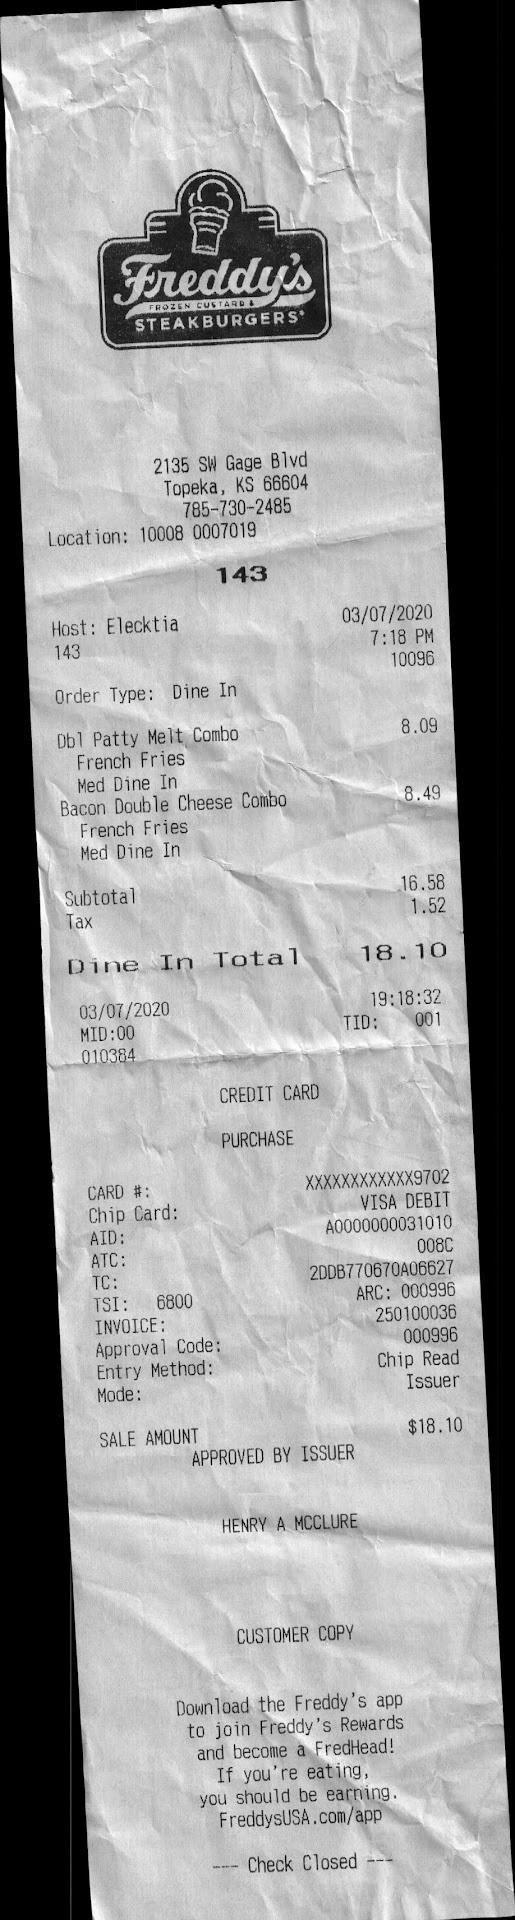 Freddy's
FROZEN CUSTARD &
STEAKBURGERS
2135 SW Gage Blvd
Topeka, KS 66604
785-730-2485
Location: 10008 0007019
143
Host: Elecktia 03/07/2020
143 7:18 PM
10096
Order Type: Dine In
Dbl Patty Melt Combo 8.09
French Fries
Med Dine In
Bacon Double Cheese Combo 8.49
French Fries
Med Dine In
Subtotal 16.58
Tax 1.52
Dine In Total 18.10
03/07/2020 19:18:32
MID:00 TID: 001
010384
CREDIT CARD
PURCHASE
CARD #: XXXXXXXXXXXX9702
Chip Card: VISA DEBIT
AID: A0000000031010
ATC: 008C
TC: 2DDB770670A06627
TSI: 6800 ARC: 000996
INVOICE: 250100036
Approval Code: 000996
Entry Method: Chip Read
Mode: Issuer
SALE AMOUNT $18.10
APPROVED BY ISSUER
HENRY A MCCLURE
CUSTOMER COPY
Download the Freddy's app
to join Freddy's Rewards
and become a FredHead!
If you're eating,
you should be earning.
FreddysUSA.com/app
--- Check Closed ---